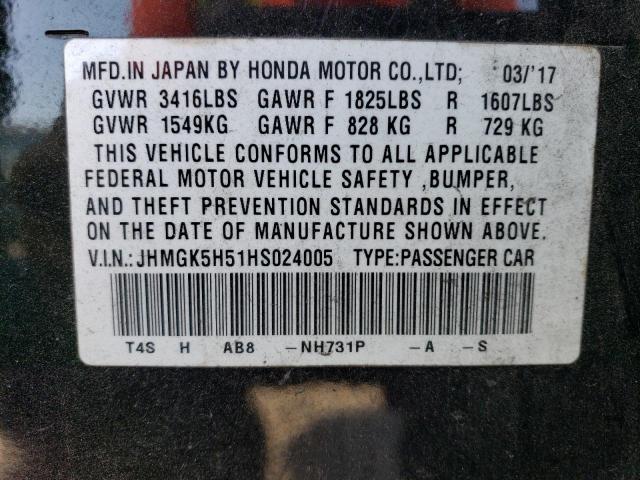 MFD.IN JAPAN BY HONDA MOTOR CO.,LTD; 03/'17
GVWR 3416LBS GAWR F 1825LBS R 1607LBS
GVWR 1549KG GAWR F 828 KG R 729 KG
THIS VEHICLE CONFORMS TO ALL APPLICABLE
FEDERAL MOTOR VEHICLE SAFETY ,BUMPER,
AND THEFT PREVENTION STANDARDS IN EFFECT
ON THE DATE OF MANUFACTURE SHOWN ABOVE.
V.I.N.:JHMGK5H51HS024005 TYPE:PASSENGER CAR
T4S H AB8 -NH731P -A -S